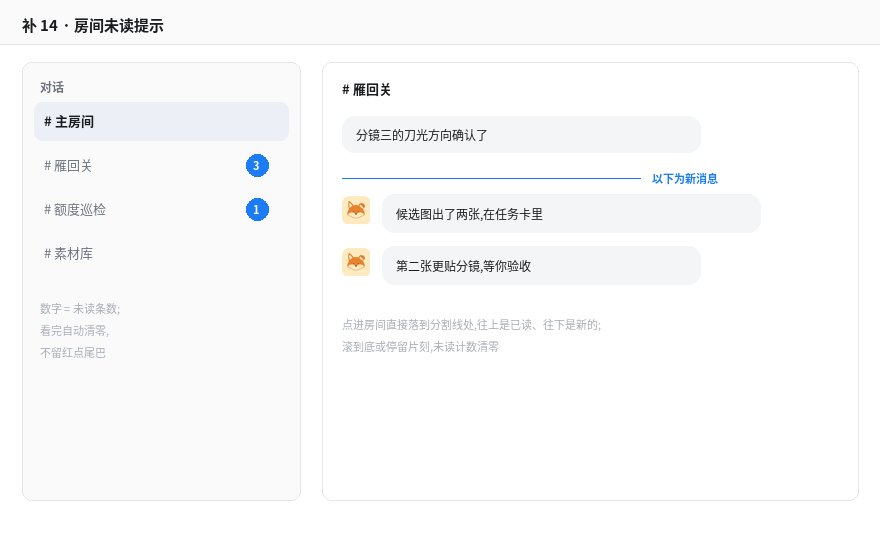 补 14 · 房间未读提示
对话
# 主房间
# 雁回关
3
# 额度巡检
1
# 素材库
数字 = 未读条数;
看完自动清零,
不留红点尾巴
# 雁回关
分镜三的刀光方向确认了
以下为新消息
候选图出了两张,在任务卡里
第二张更贴分镜,等你验收
点进房间直接落到分割线处,往上是已读、往下是新的;
滚到底或停留片刻,未读计数清零